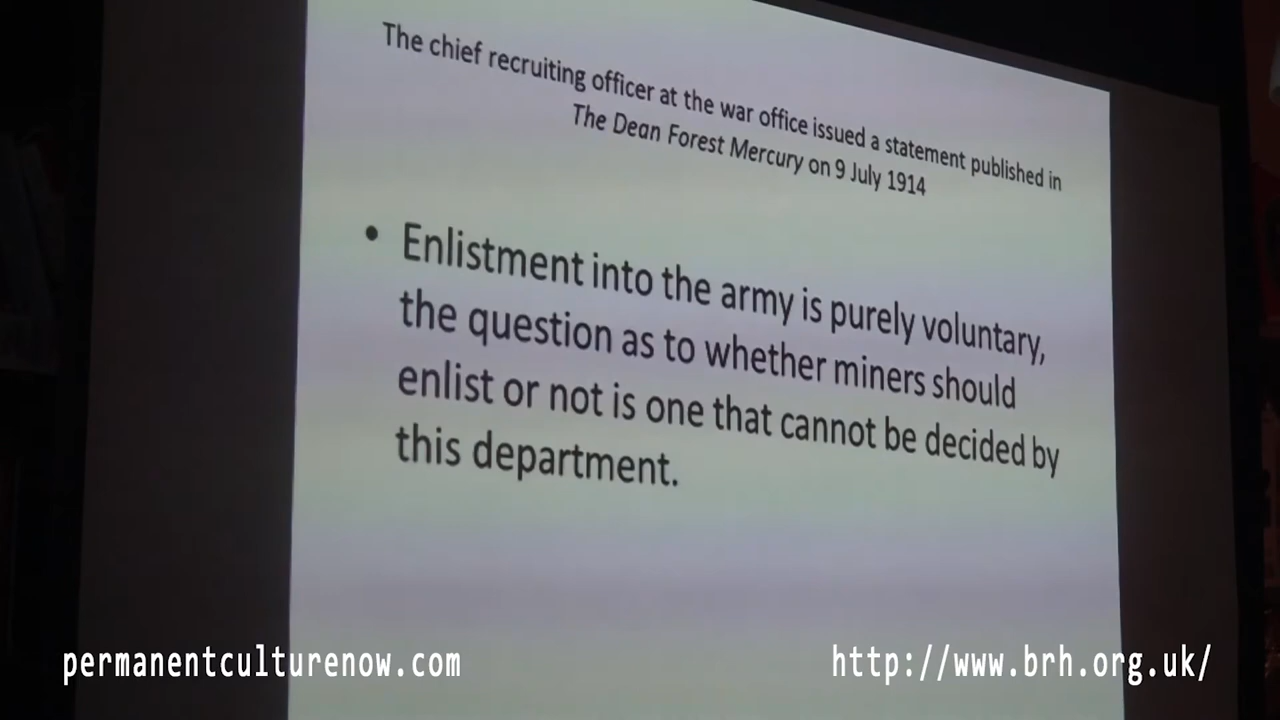 The chief recruiting officer at the war office issued a statement published in
The Dean Forest Mercury on 9 July 1914
• Enlistment into the army is purely voluntary,
the question as to whether miners should
enlist or not is one that cannot be decided by
this department.
permanentculturenow.com
http://www.brh.org.uk/